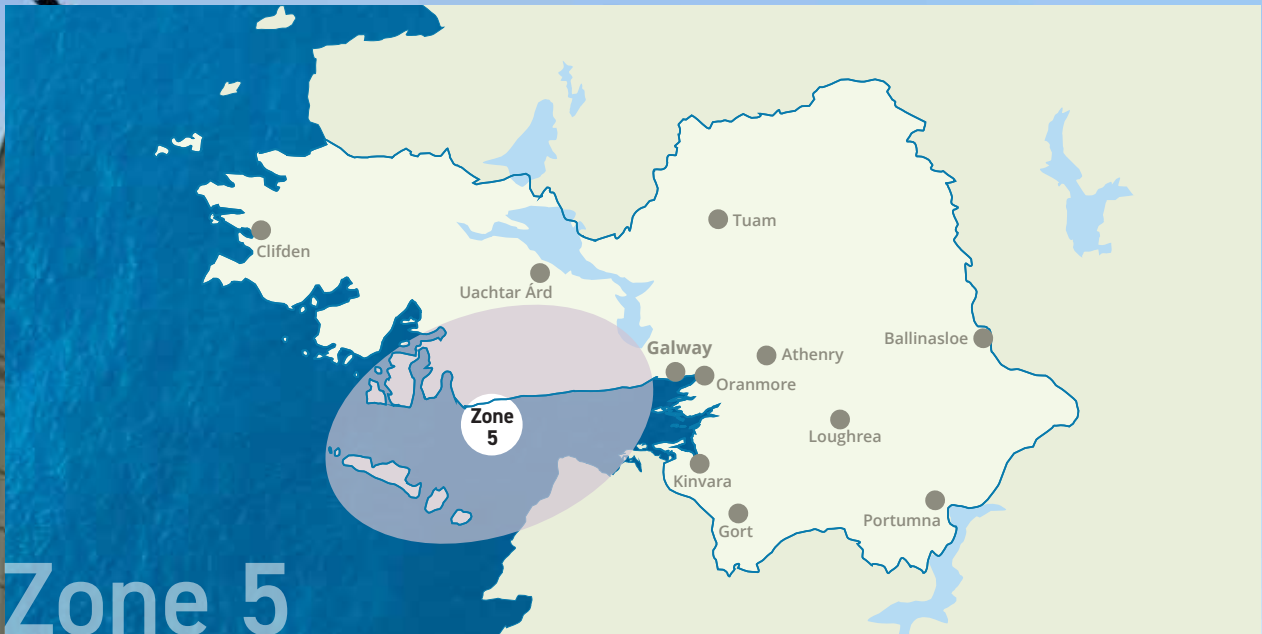 Tuam
Clifden
Uachtar Árd
Galway
Ballinasloe
Athenry
Oranmore
Zone
5
Loughrea
Kinvara
Portumna
Gort
Zone 5